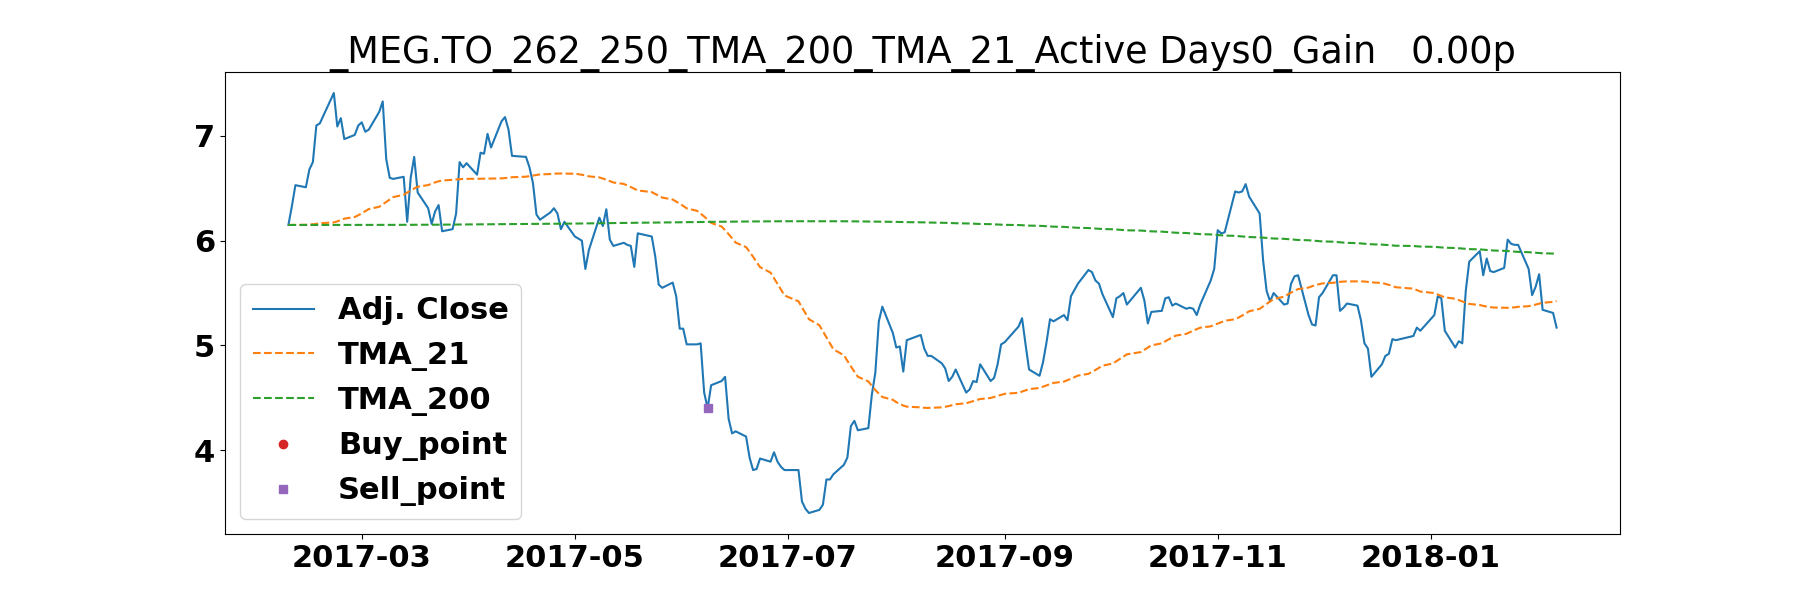 _MEG.TO_262_250_TMA_200_TMA_21_Active Days0_Gain   0.00p
7
6
5
4
Adj. Close
TMA_21
TMA_200
Buy_point
Sell_point
2017-03 2017-05 2017-07 2017-09 2017-11 2018-01